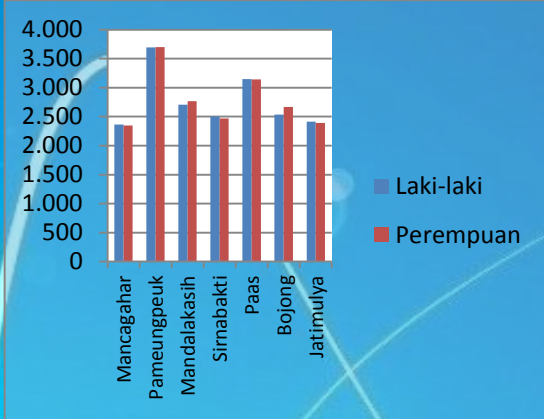 4.000
3.500
3.000
2.500
2.000
1.500
1.000
500
0
Mancagahar
Pameungpeuk
Mandalakasih
Sirnabakti
Paas
Bojong
Jatimulya
Laki-laki
Perempuan